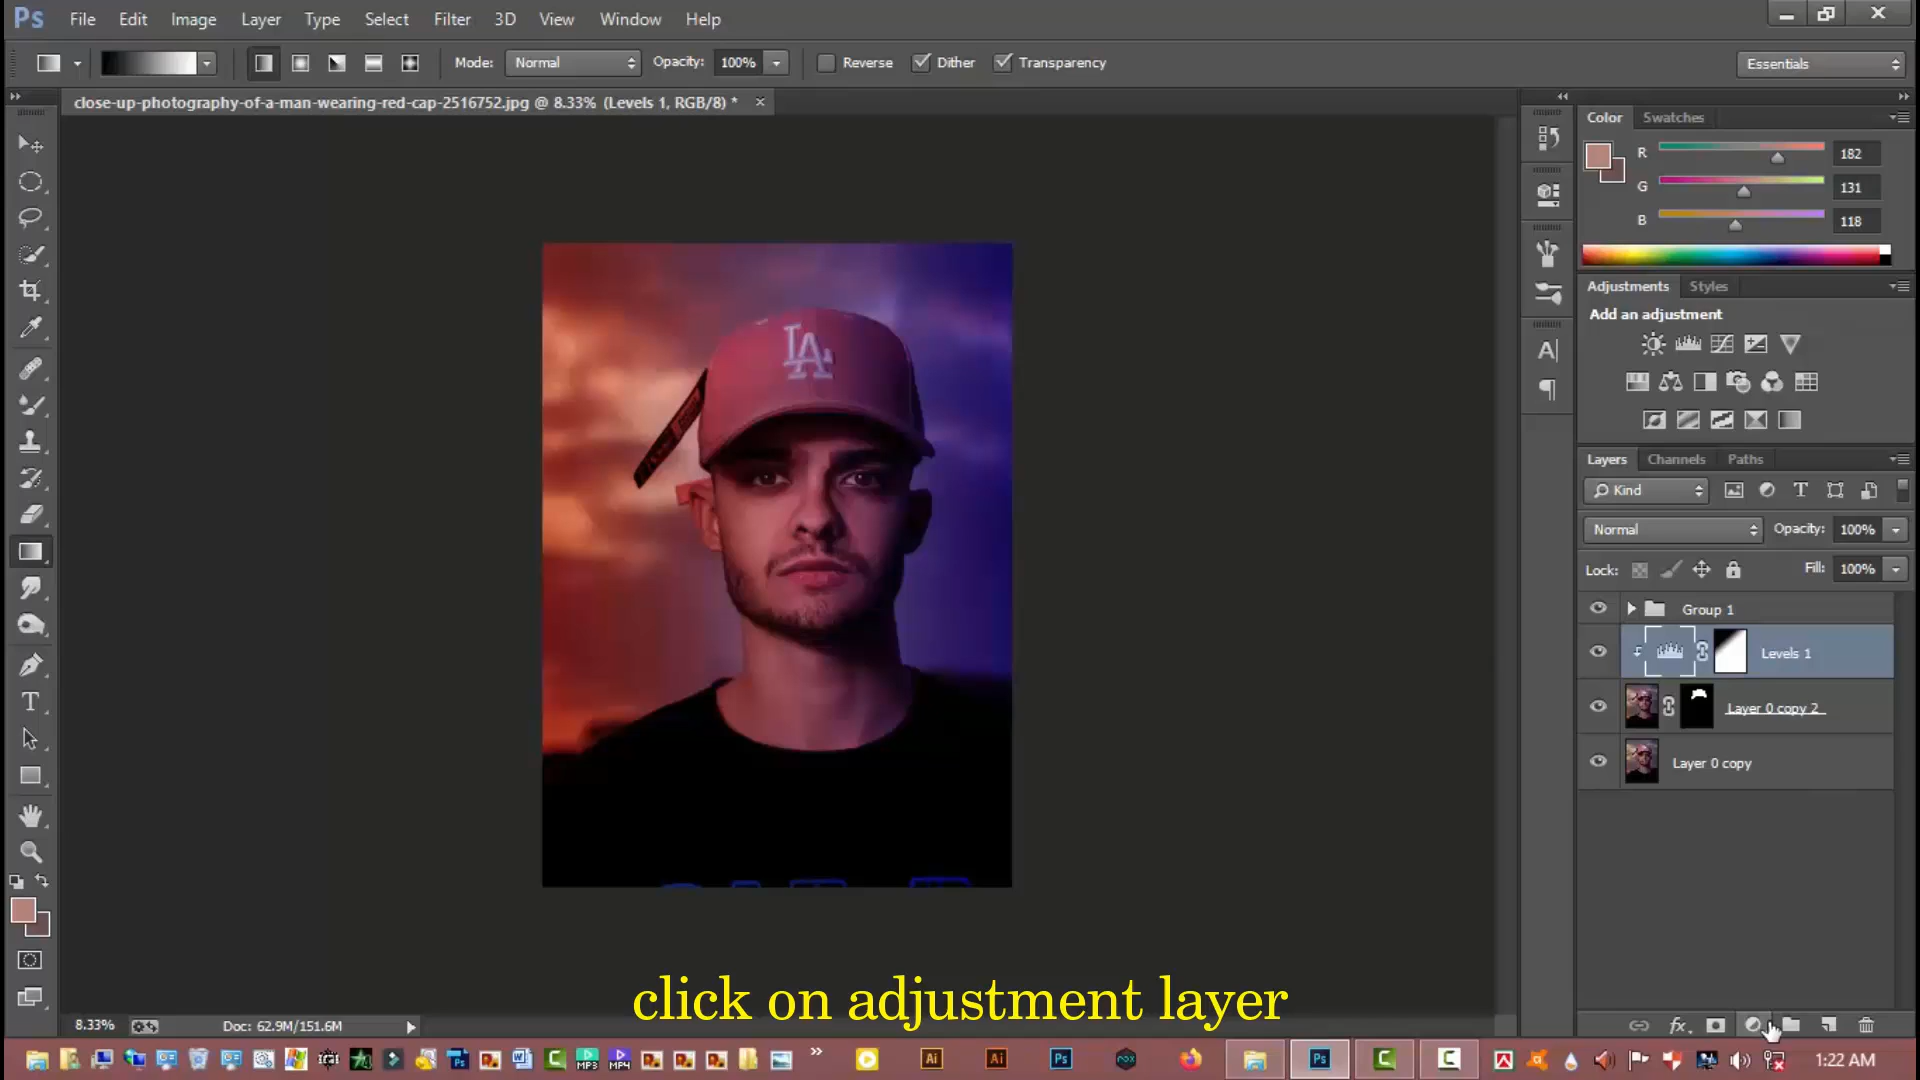 Ps File Edit Image Layer Type Select Filter 3D View Window Help
Mode: Normal Opacity: 100% Reverse Dither Transparency Essentials
close-up-photography-of-a-man-wearing-red-cap-2516752.jpg @ 8.33% (Levels 1, RGB/8) *
Color Swatches
R 182
G 131
B 118
Adjustments Styles
Add an adjustment
Layers Channels Paths
Kind
Normal Opacity: 100%
Lock: Fill: 100%
Group 1
Levels 1
Layer 0 copy 2
Layer 0 copy
LA
click on adjustment layer
8.33% Doc: 62.9M/151.6M
1:22 AM